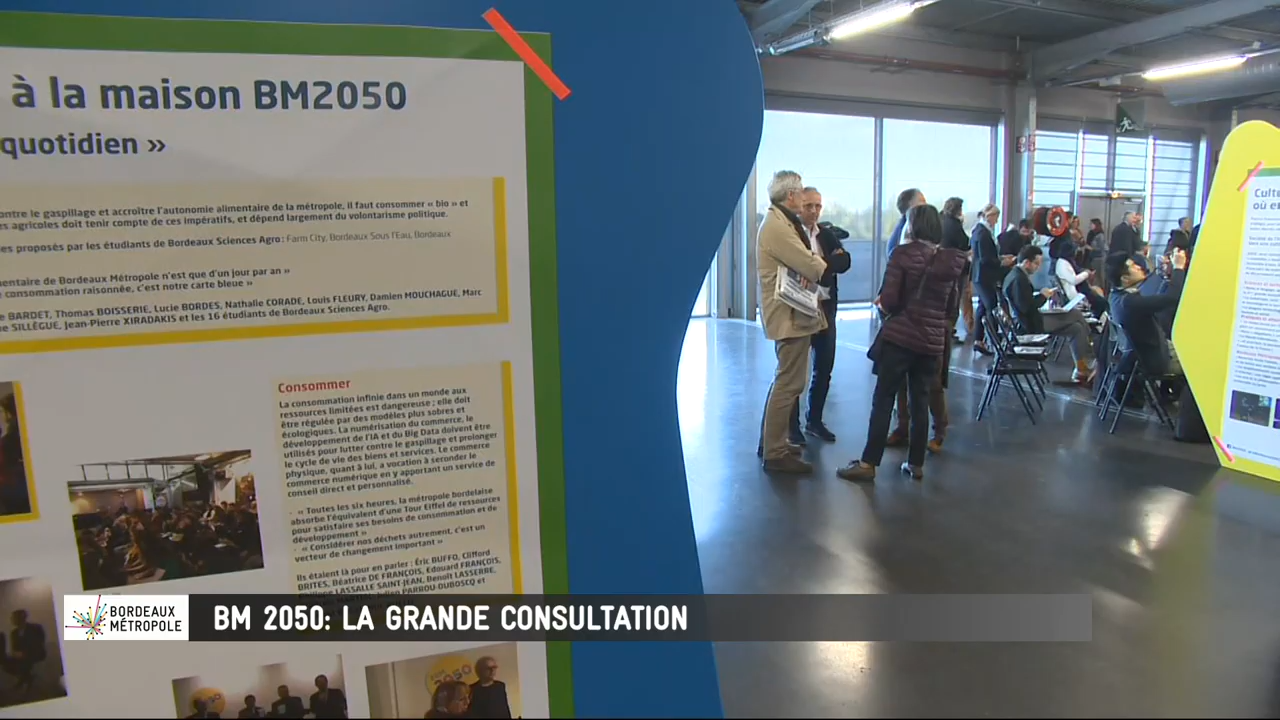 à la maison BM2050
quotidien »
ontre le gaspillage et accroître l'autonomie alimentaire de la métropole, il faut consommer « bio » et
es agricoles doit tenir compte de ces impératifs, et dépend largement du volontarisme politique.
es proposés par les étudiants de Bordeaux Sciences Agro : Farm City, Bordeaux Sous l'Eau, Bordeaux
mentaire de Bordeaux Métropole n'est que d'un jour par an »
e consommation raisonnée, c'est notre carte bleue »
e BARDET, Thomas BOISSERIE, Lucie BORDES, Nathalie CORADE, Louis FLEURY, Damien MOUCHAGUE, Marc
ue SILLÈGUE, Jean-Pierre XIRADAKIS et les 16 étudiants de Bordeaux Sciences Agro.
Consommer
La consommation infinie dans un monde aux
ressources limitées est dangereuse ; elle doit
être régulée par des modèles plus sobres et
écologiques. La numérisation du commerce, le
développement de l'IA et du Big Data doivent être
utilisés pour lutter contre le gaspillage et prolonger
le cycle de vie des biens et services. Le commerce
physique, quant à lui, a vocation à seconder le
commerce numérique en y apportant un service de
conseil direct et personnalisé.
- « Toutes les six heures, la métropole bordelaise
absorbe l'équivalent d'une Tour Eiffel de ressources
pour satisfaire ses besoins de consommation et de
développement »
- « Considérer nos déchets autrement, c'est un
vecteur de changement important »
Ils étaient là pour en parler : Éric BUFFO, Clifford
BRITES, Béatrice DE FRANÇOIS, Edouard FRANÇOIS,
Philippe LASSALLE SAINT-JEAN, Benoît LASSERRE,
Julien PARROU-DUBOSCQ et
Cultu
où e
BORDEAUX
MÉTROPOLE
BM 2050: LA GRANDE CONSULTATION